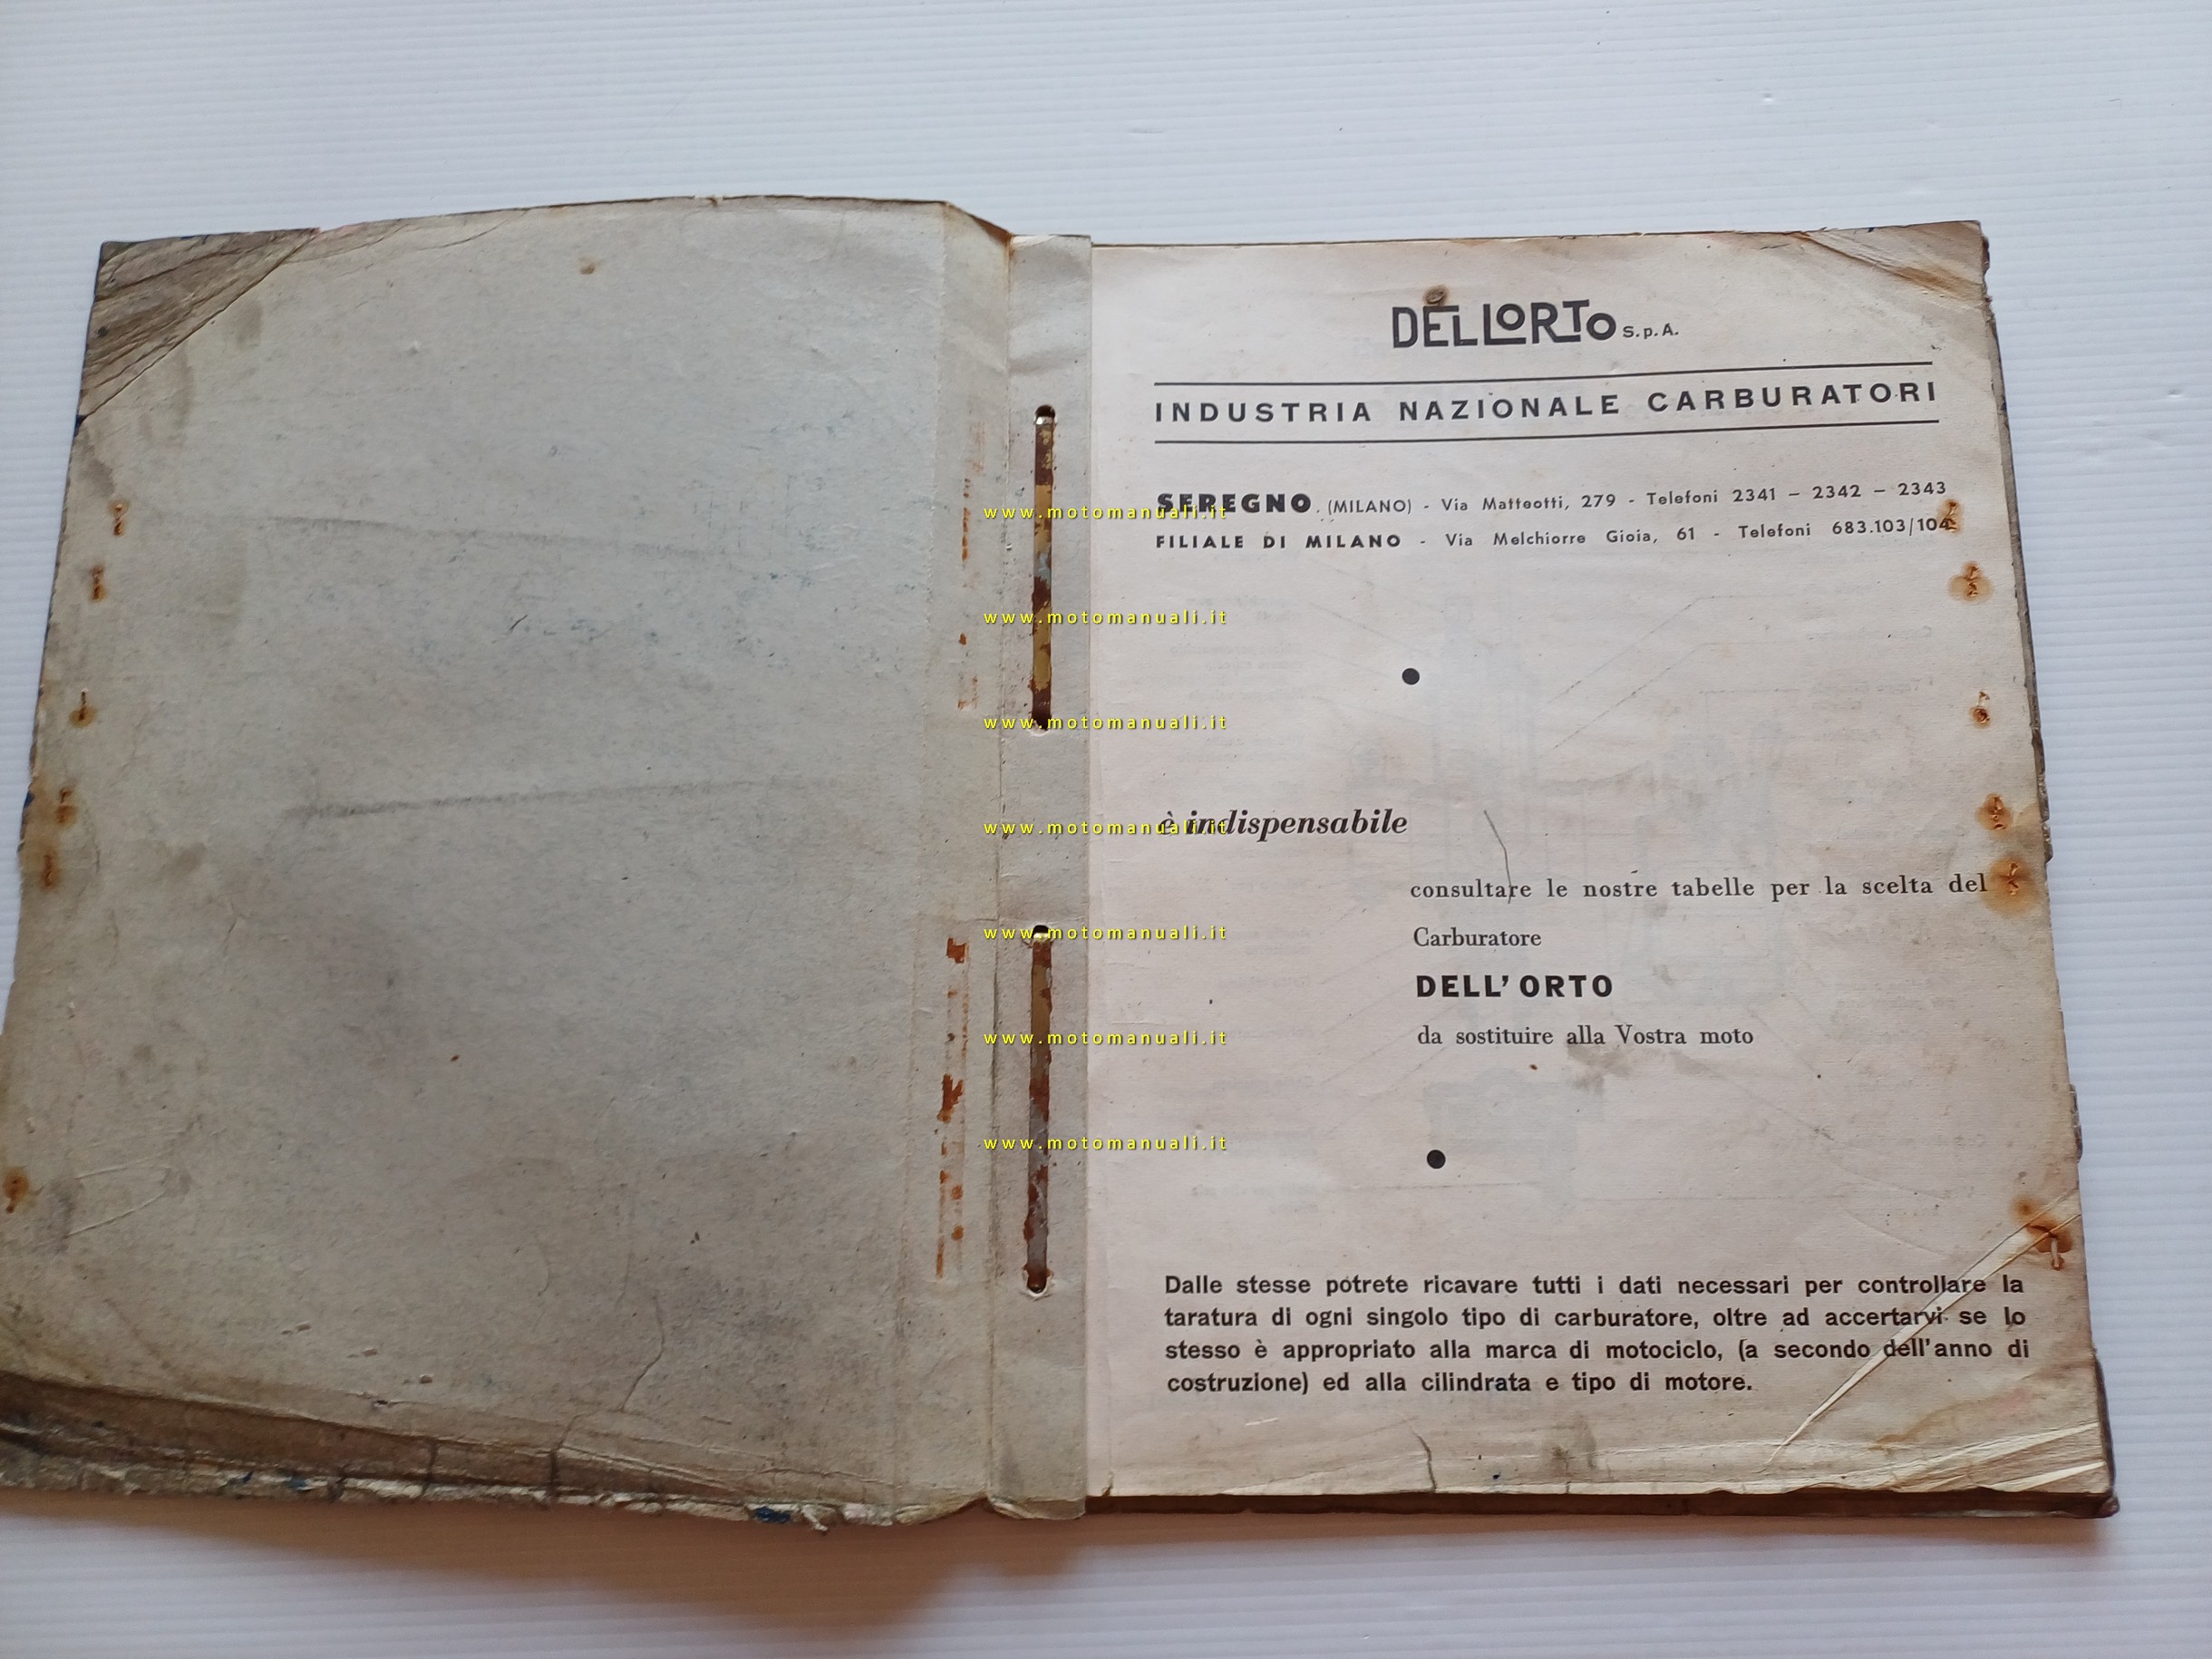 DELLORTO S.p.A.
INDUSTRIA NAZIONALE CARBURATORI
SEREGNO (MILANO) - Via Matteotti, 279 - Telefoni 2341 – 2342 – 2343
FILIALE DI MILANO - Via Melchiorre Gioia, 61 - Telefoni 683.103/104
è indispensabile
consultare le nostre tabelle per la scelta del
Carburatore
DELL' ORTO
da sostituire alla Vostra moto
Dalle stesse potrete ricavare tutti i dati necessari per controllare la
taratura di ogni singolo tipo di carburatore, oltre ad accertarvi se lo
stesso è appropriato alla marca di motociclo, (a secondo dell'anno di
costruzione) ed alla cilindrata e tipo di motore.
www.motomanuali.it
www.motomanuali.it
www.motomanuali.it
www.motomanuali.it
www.motomanuali.it
www.motomanuali.it
www.motomanuali.it